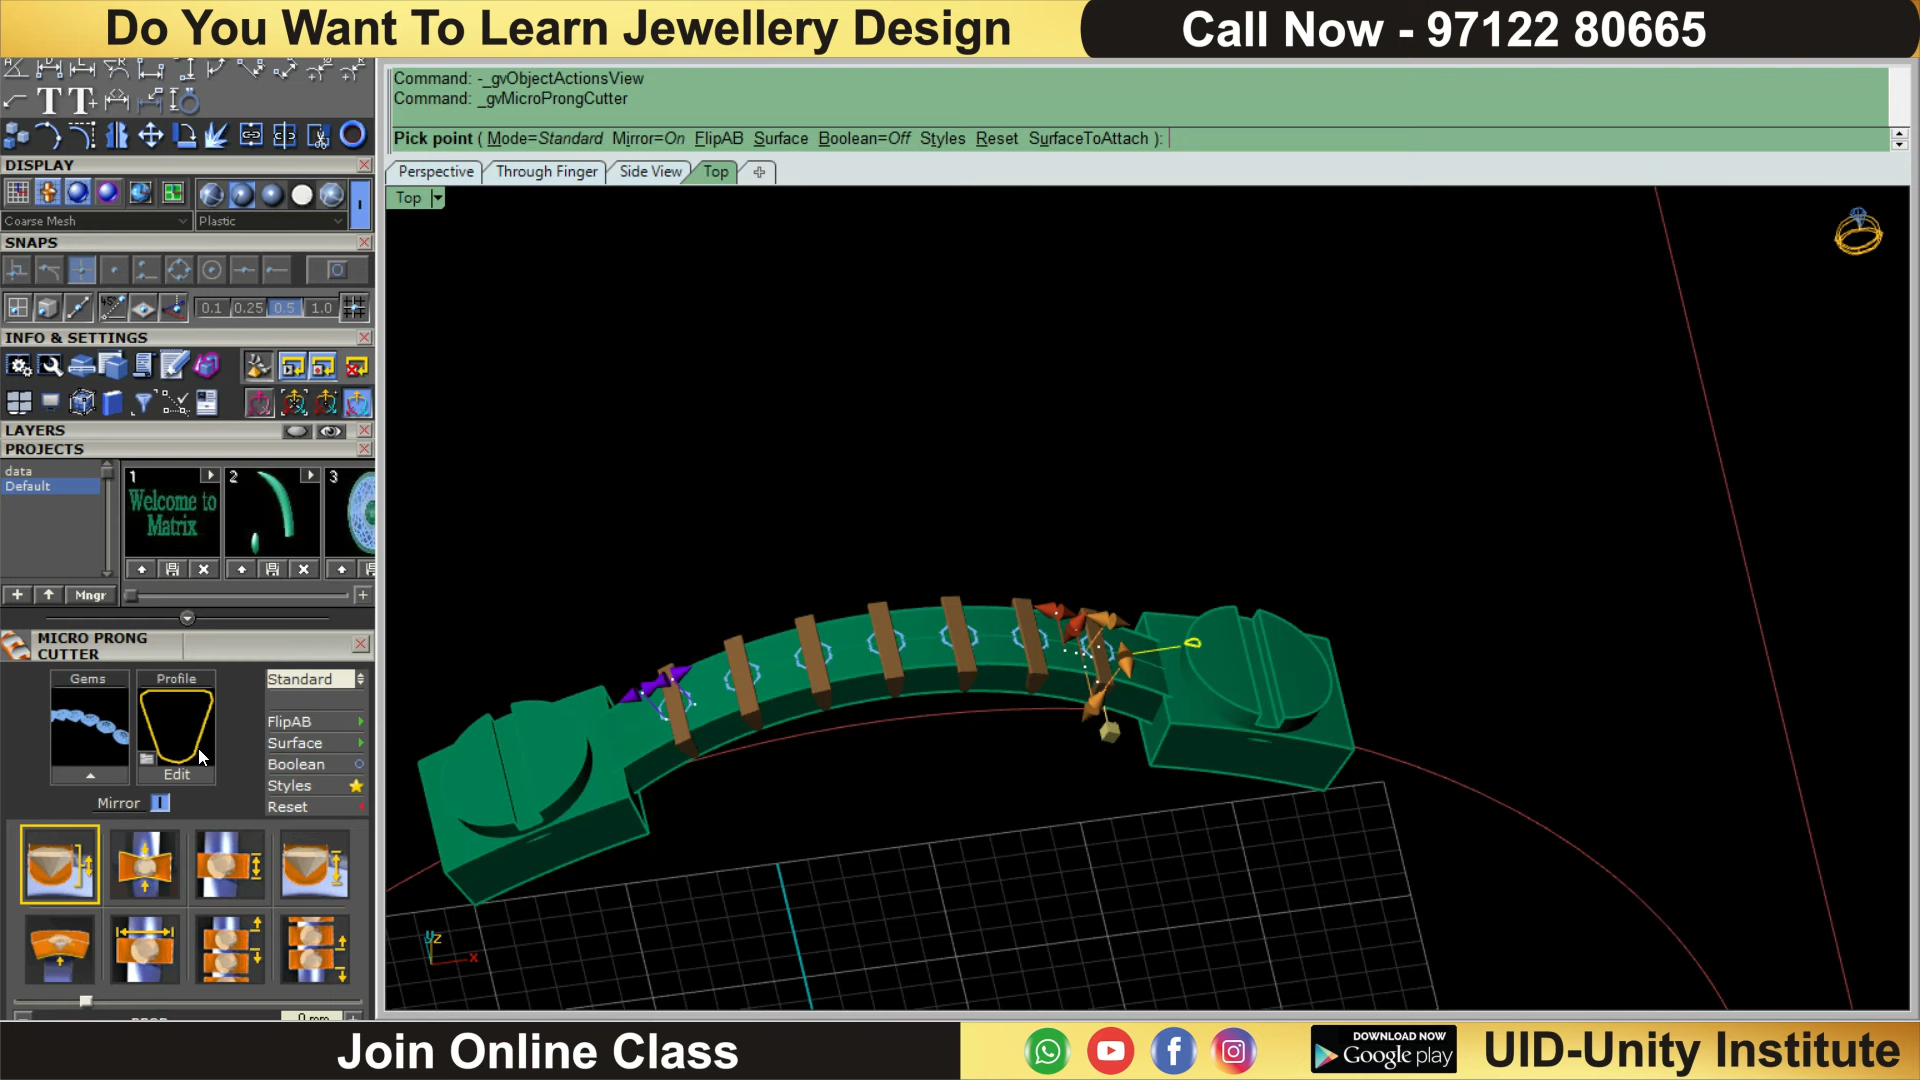 Do You Want To Learn Jewellery Design
Call Now - 97122 80665
T T+
Command: -_gvObjectActionsView
Command: _gvMicroProngCutter
Pick point ( Mode=Standard Mirror=On FlipAB Surface Boolean=Off Styles Reset SurfaceToAttach ):
Perspective Through Finger Side View Top
Top
DISPLAY
Coarse Mesh Plastic
SNAPS
45°
0.1 0.25 0.5 1.0
INFO & SETTINGS
LAYERS
PROJECTS
data
Default
1 2 3
Welcome to
Matrix
Mngr
MICRO PRONG
CUTTER
Gems Profile Standard
FlipAB
Surface
Boolean
Edit
Styles
Mirror
Reset
0 mm
z
x
Join Online Class
DOWNLOAD NOW
Google play
UID-Unity Institute